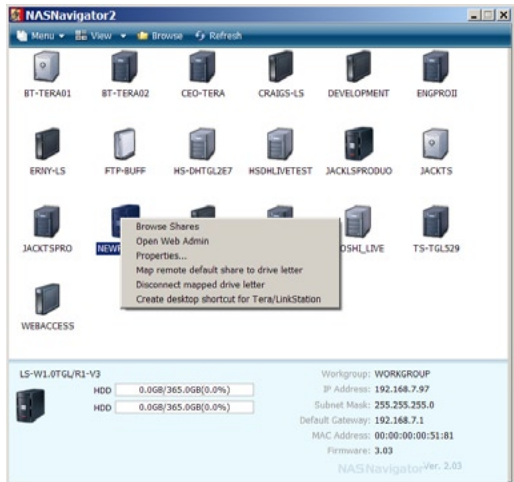 NASNavigator2
Menu View Browse Refresh
BT-TERA01 BT-TERA02 CEO-TERA CRAIGS-LS DEVELOPMENT ENGPROII
ERNY-LS FTP-BUFF HS-DHTGL2E7 HSDHLIVETEST JACKLSPRODUO JACKTS
JACKTSPRO TS-TGL529
Browse Shares
Open Web Admin
Properties...
Map remote default share to drive letter
Disconnect mapped drive letter
Create desktop shortcut for Tera/LinkStation
WEBACCESS
LS-W1.0TGL/R1-V3
HDD 0.0GB/365.0GB(0.0%)
HDD 0.0GB/365.0GB(0.0%)
Workgroup: WORKGROUP
IP Address: 192.168.7.97
Subnet Mask: 255.255.255.0
Default Gateway: 192.168.7.1
MAC Address: 00:00:00:00:51:81
Firmware: 3.03
NASNavigator Ver. 2.03